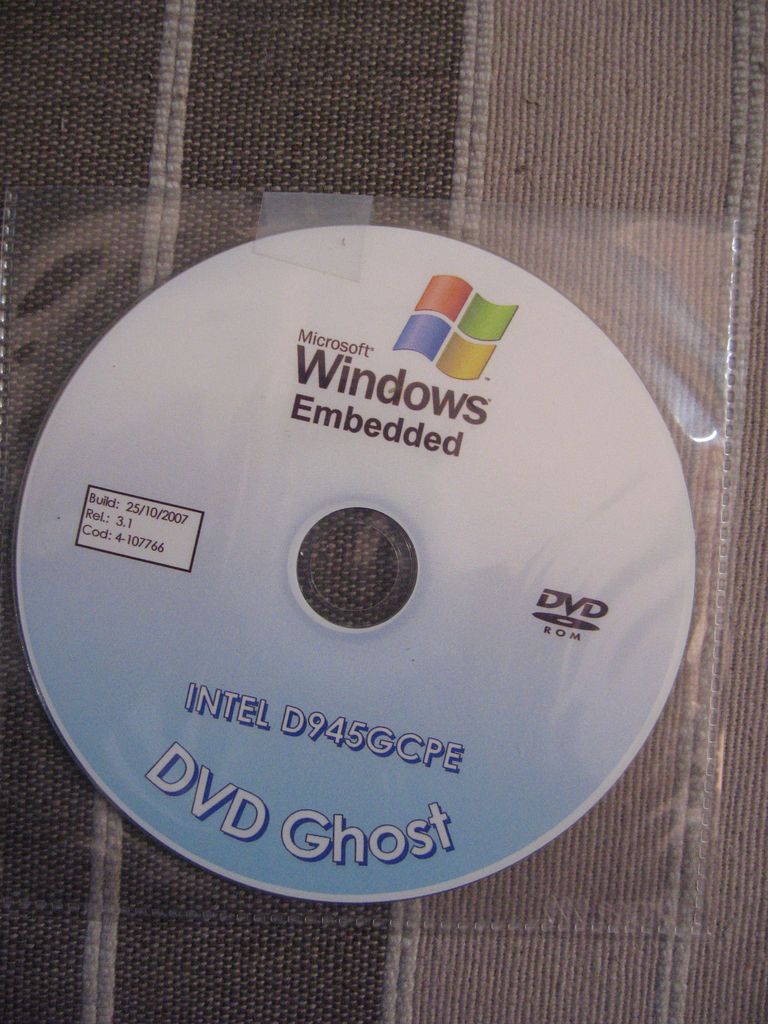 Microsoft®
Windows®
Embedded
Build: 25/10/2007
Rel.: 3.1
Cod: 4-107766
DVD
ROM
INTEL D945GCPE
DVD Ghost